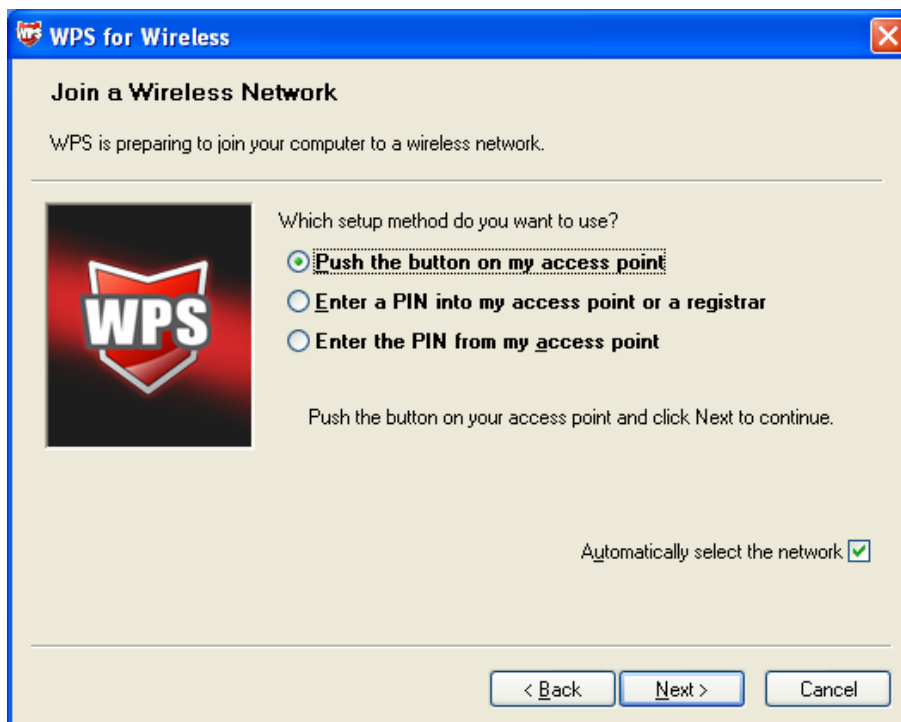 WPS for Wireless
Join a Wireless Network
WPS is preparing to join your computer to a wireless network.
Which setup method do you want to use?
Push the button on my access point
Enter a PIN into my access point or a registrar
Enter the PIN from my access point
WPS
Push the button on your access point and click Next to continue.
Automatically select the network
< Back
Next >
Cancel